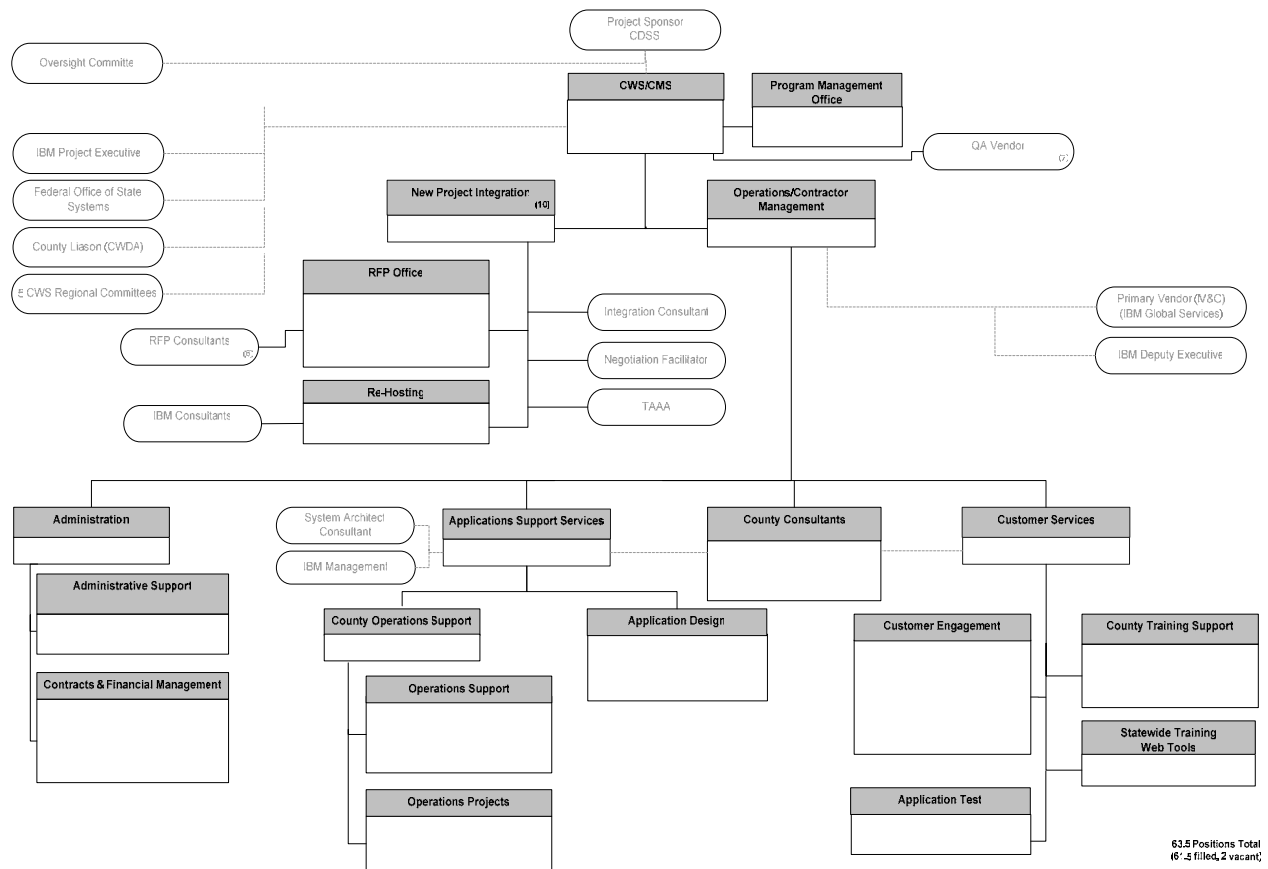 Project Sponsor
CDSS
Oversight Committe
CWS/CMS
Program Management
Office
IBM Project Executive
QA Vendor
Federal Office of State
Systems
New Project Integration
(10)
Operations/Contractor
Management
County Liason (CWDA)
RFP Office
5 CWS Regional Committees
Integration Consultant
Primary Vendor (M&C)
(IBM Global Services)
RFP Consultants
Negotiation Facilitator
IBM Deputy Executive
Re-Hosting
IBM Consultants
TAAA
Administration
System Architect
Consultant
Applications Support Services
County Consultants
Customer Services
IBM Management
Administrative Support
County Operations Support
Application Design
Customer Engagement
County Training Support
Contracts & Financial Management
Operations Support
Statewide Training
Web Tools
Operations Projects
Application Test
63.5 Positions Total
(61.5 filled, 2 vacant)